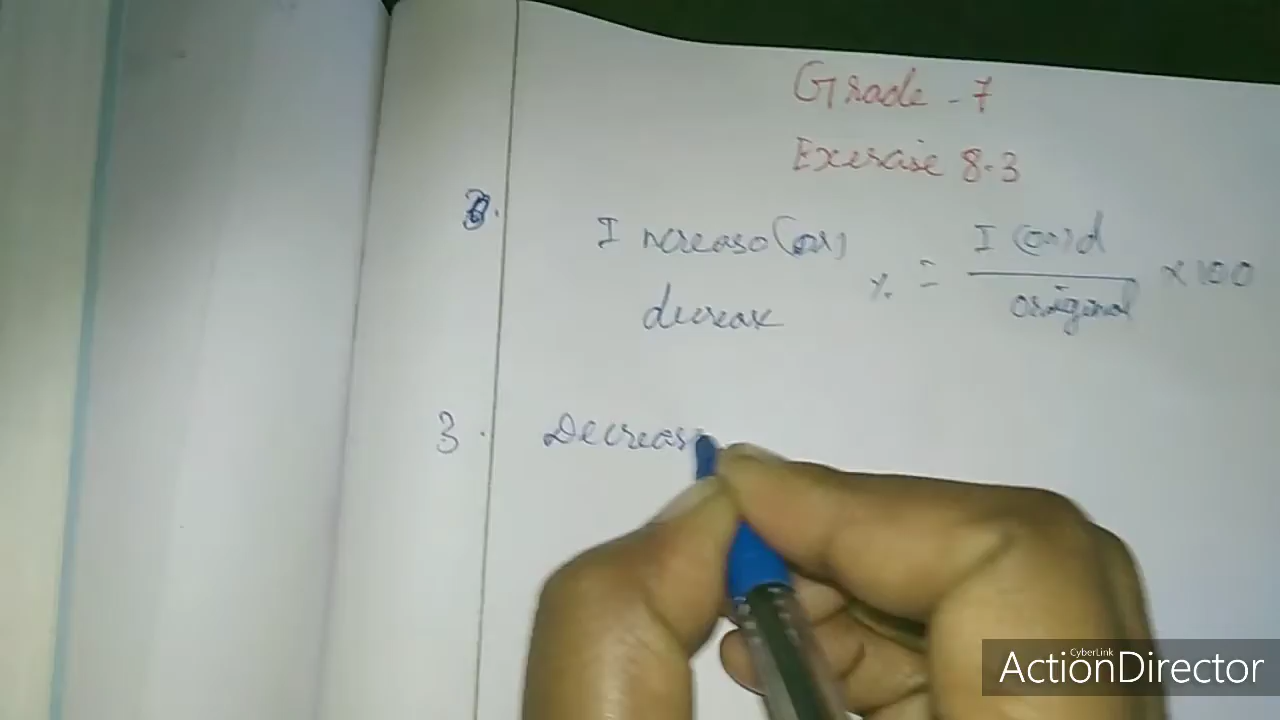 Grade - 7
Exercise 8.3
Increase (or)
decrease % = I (or) d / original × 100
3. Decreas
CyberLink
ActionDirector